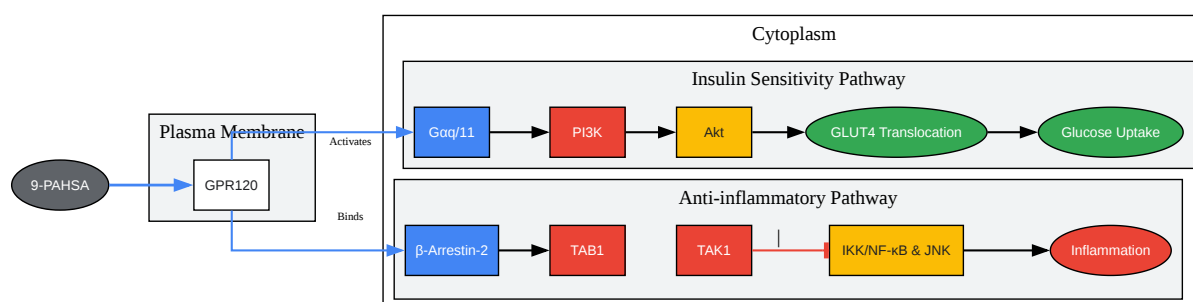 Cytoplasm
Insulin Sensitivity Pathway
Plasma Membrane
Gαq/11
PI3K
Akt
GLUT4 Translocation
Glucose Uptake
Activates
9-PAHSA
GPR120
Anti-inflammatory Pathway
Binds
|
β-Arrestin-2
TAB1
TAK1
IKK/NF-κB & JNK
Inflammation